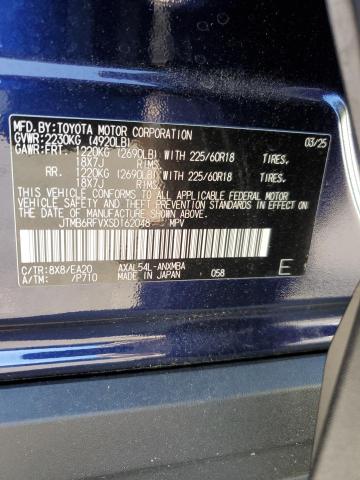 MFD.BY:TOYOTA MOTOR CORPORATION 03/25
GVWR:2230KG (4920LB)
GAWR:FRT. 1220KG (2690LB) WITH 225/60R18 TIRES.
18X7J RIMS
RR. 1220KG (2690LB) WITH 225/60R18 TIRES.
18X7J RIMS
THIS VEHICLE CONFORMS TO ALL APPLICABLE FEDERAL MOTOR
VEHICLE SAFETY AND BUMPER STANDARDS IN EFFECT ON THE DATE OF
MANUFACTURE SHOWN ABOVE.
JTMB6RFVXSD162048 MPV
C/TR:8X8/EA20 AXAL54L-ANXMBA
A/TM: /P710 MADE IN JAPAN 058 E